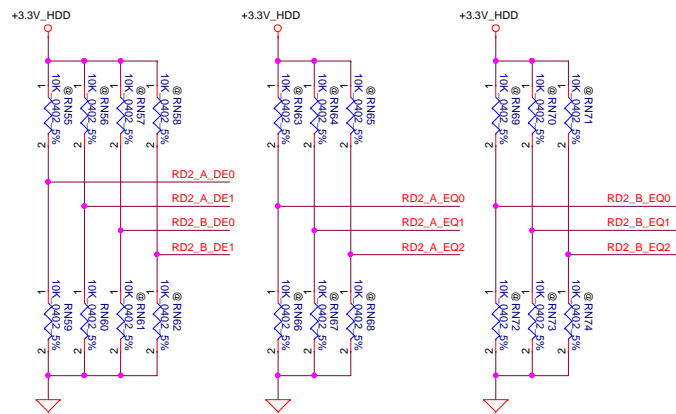 +3.3V_HDD
+3.3V_HDD
+3.3V_HDD
1
10K_0402_5%
@ RN55
2
1
10K_0402_5%
@ RN56
2
1
10K_0402_5%
@ RN57
2
1
10K_0402_5%
@ RN58
2
1
10K_0402_5%
@ RN63
2
1
10K_0402_5%
@ RN64
2
1
10K_0402_5%
@ RN65
2
1
10K_0402_5%
@ RN69
2
1
10K_0402_5%
@ RN70
2
1
10K_0402_5%
@ RN71
2
RD2_A_DE0
RD2_A_DE1
RD2_B_DE0
RD2_B_DE1
RD2_A_EQ0
RD2_A_EQ1
RD2_A_EQ2
RD2_B_EQ0
RD2_B_EQ1
RD2_B_EQ2
1
10K_0402_5%
RN59
2
1
10K_0402_5%
RN60
2
1
10K_0402_5%
@ RN61
2
1
10K_0402_5%
@ RN62
2
1
10K_0402_5%
@ RN66
2
1
10K_0402_5%
@ RN67
2
1
10K_0402_5%
@ RN68
2
1
10K_0402_5%
@ RN72
2
1
10K_0402_5%
@ RN73
2
1
10K_0402_5%
@ RN74
2